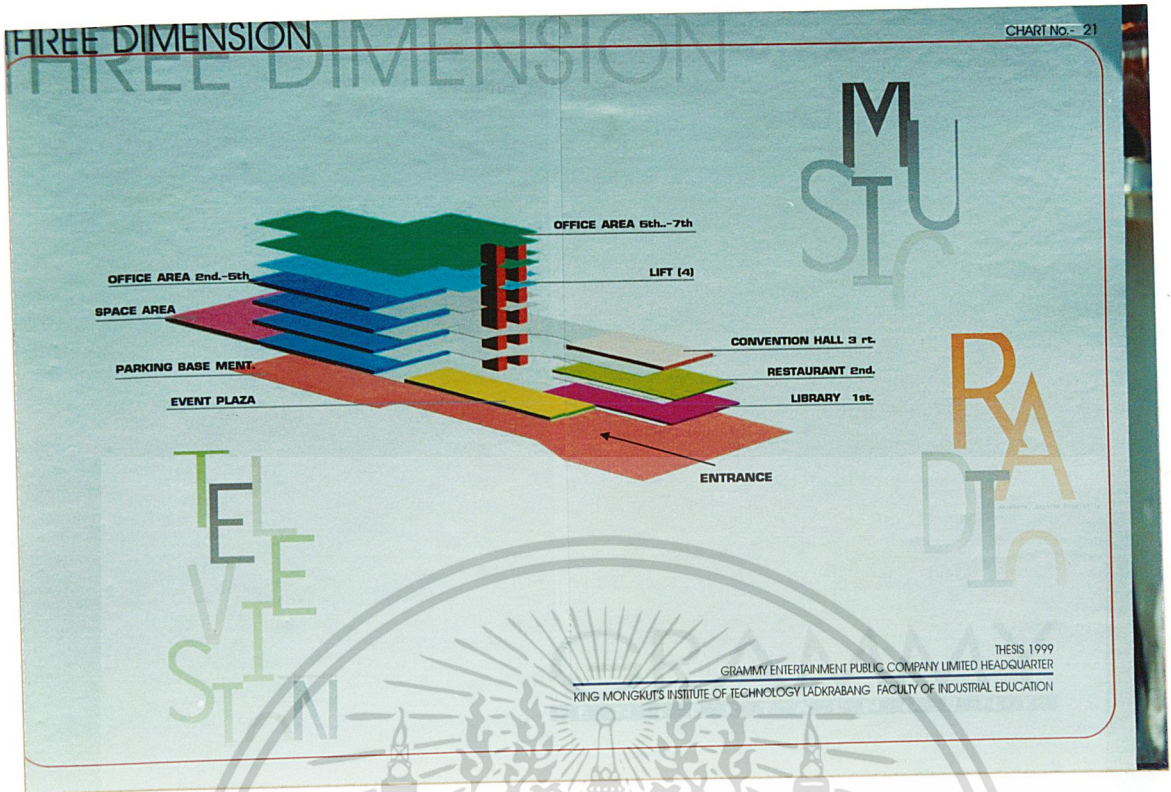 THREE DIMENSION
CHART No.- 21
THREE DIMENSION
MUSIC
OFFICE AREA 6th..-7th
OFFICE AREA 2nd.-5th
LIFT (4)
SPACE AREA
CONVENTION HALL 3 rt.
PARKING BASE MENT.
RESTAURANT 2nd.
EVENT PLAZA
LIBRARY 1st.
RADIO
ENTRANCE
TELEVISI N
THESIS 1999
GRAMMY ENTERTAINMENT PUBLIC COMPANY LIMITED HEADQUARTER
KING MONGKUT'S INSTITUTE OF TECHNOLOGY LADKRABANG FACULTY OF INDUSTRIAL EDUCATION